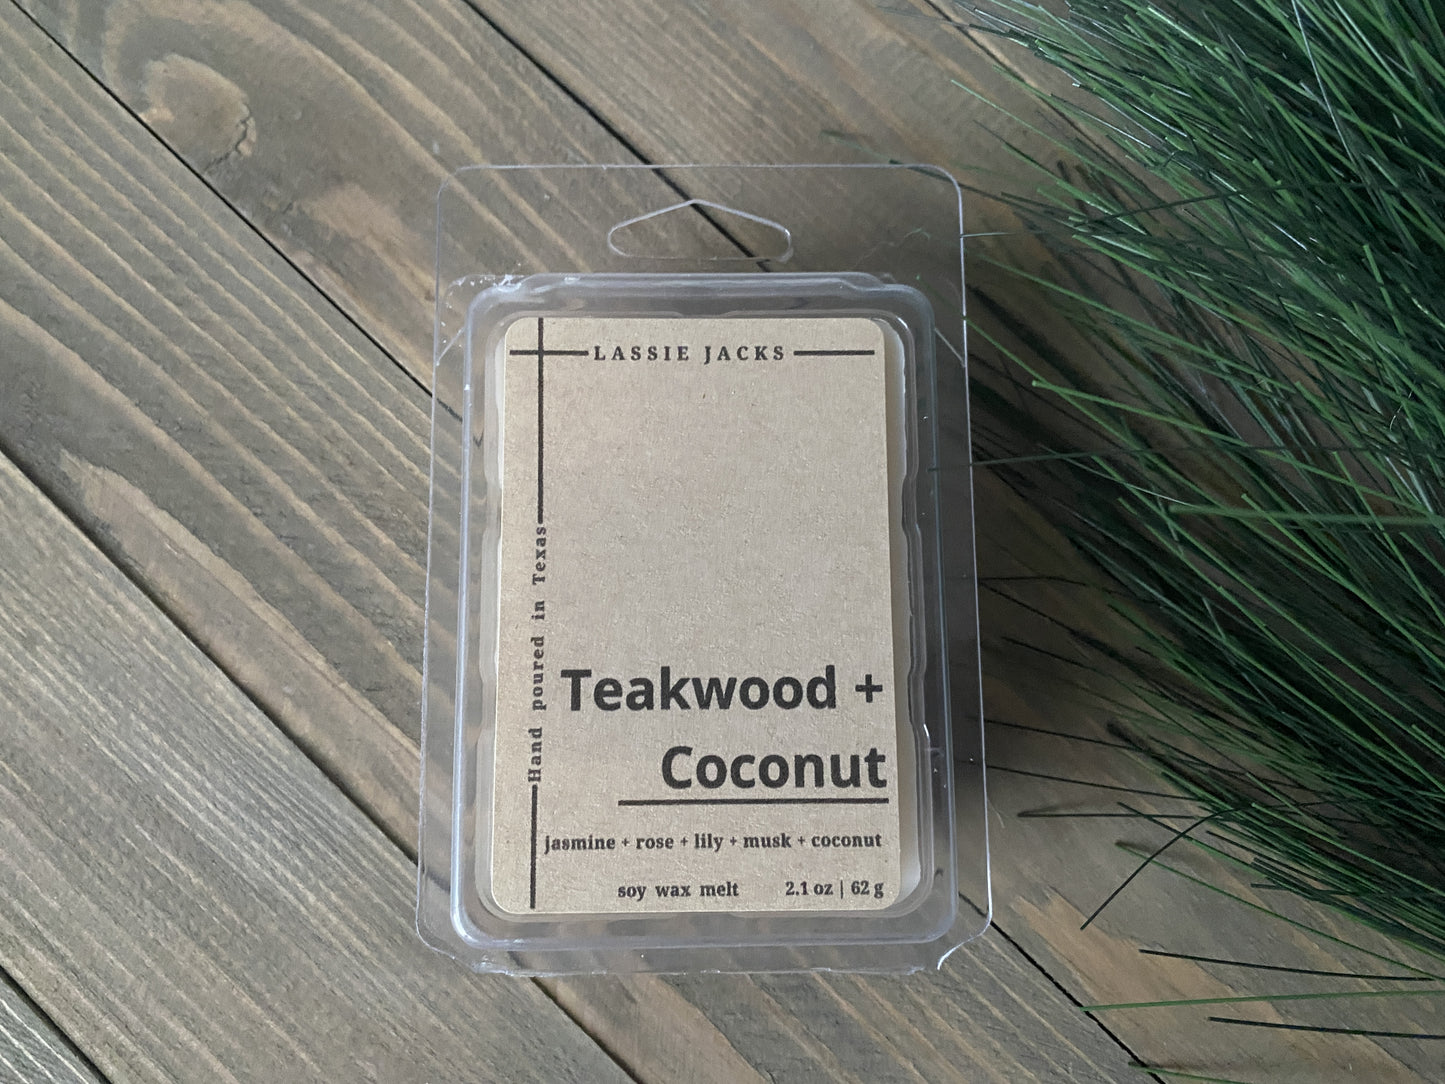 LASSIE JACKS
Hand poured in Texas
Teakwood +
Coconut
jasmine + rose + lily + musk + coconut
soy wax melt 2.1 oz | 62 g